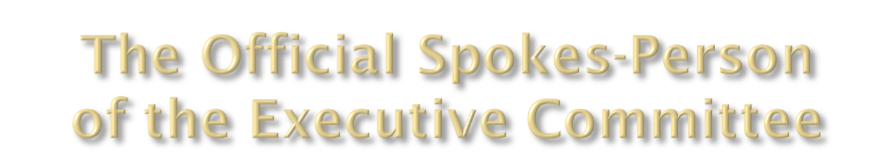 The Official Spokes-Person
of the Executive Committee